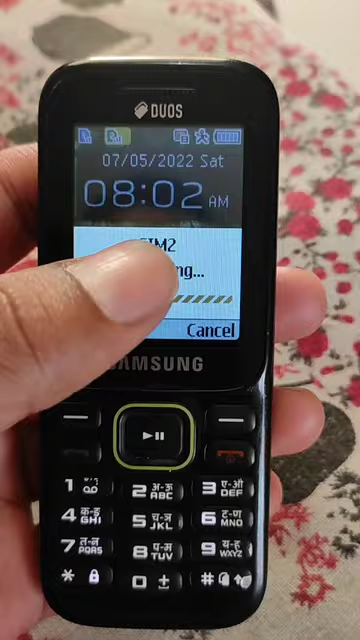 DUOS
07/05/2022 Sat
08:02 AM
SIM2
Cancel
SAMSUNG
1
2 अ-ऊ ABC
3 ए-औ DEF
4 क-ङ GHI
5 च-ञ JKL
6 ट-ण MNO
7 त-न PQRS
8 प-म TUV
9 य-ह WXYZ
* 0 ± #